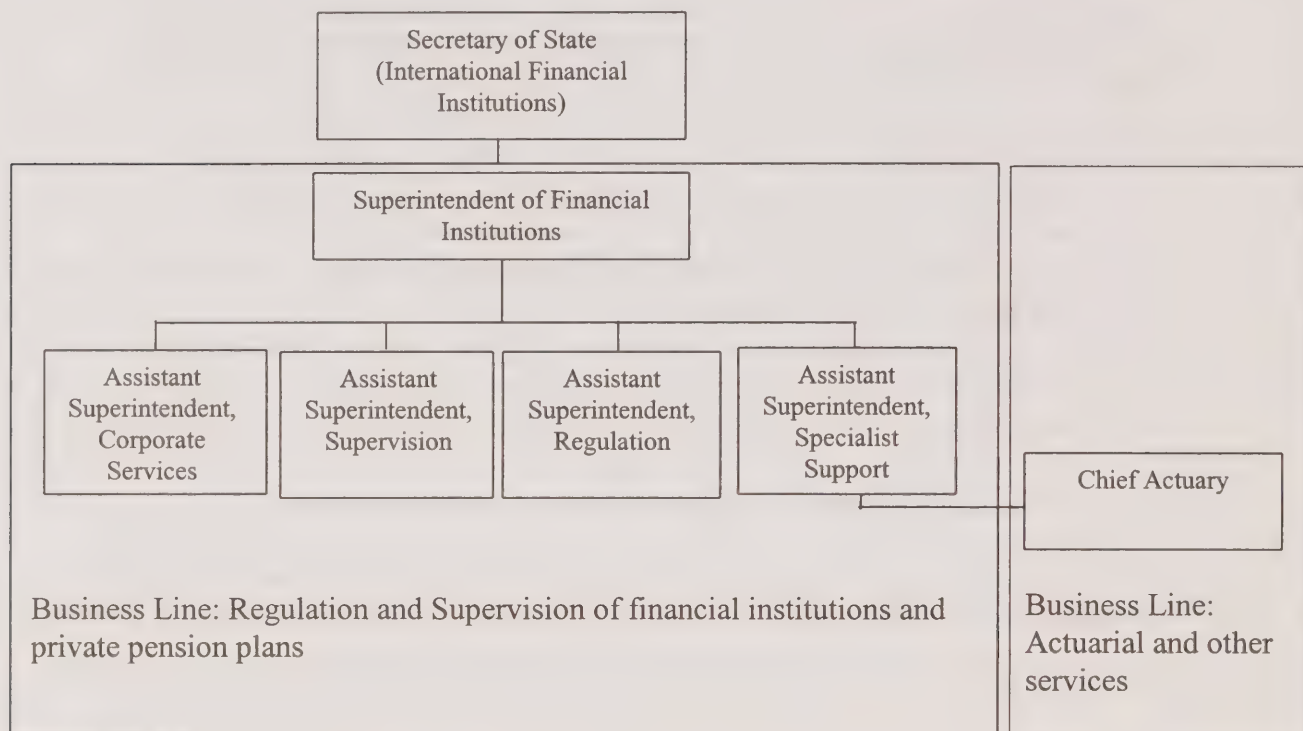 Secretary of State
(International Financial
Institutions)
Superintendent of Financial
Institutions
Assistant
Superintendent,
Corporate
Services
Assistant
Superintendent,
Supervision
Assistant
Superintendent,
Regulation
Assistant
Superintendent,
Specialist
Support
Chief Actuary
Business Line: Regulation and Supervision of financial institutions and
private pension plans
Business Line:
Actuarial and other
services